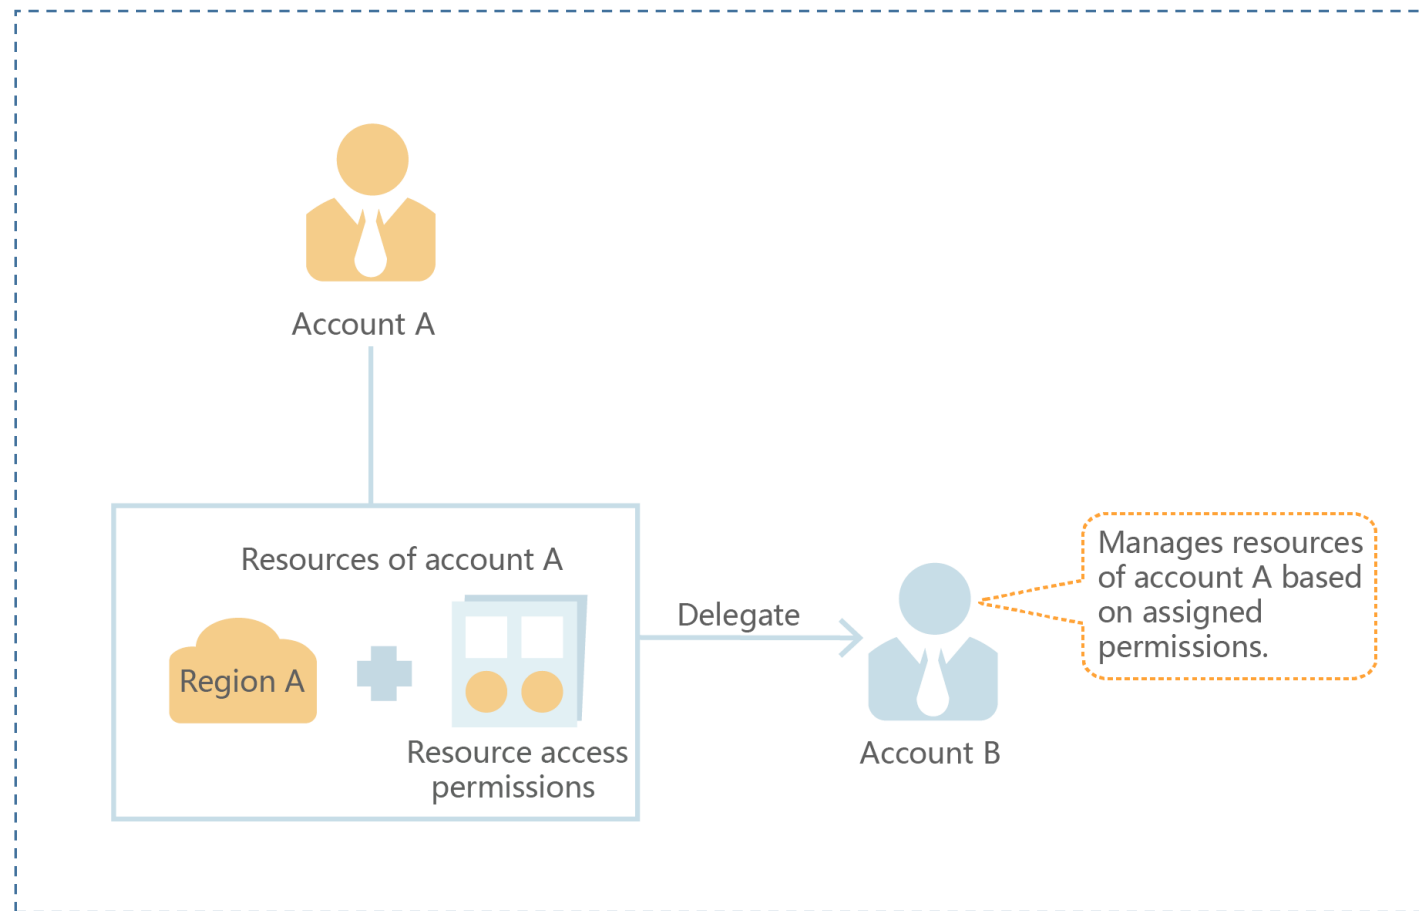 Account A
Resources of account A
Region A
Resource access
permissions
Delegate
Account B
Manages resources
of account A based
on assigned
permissions.